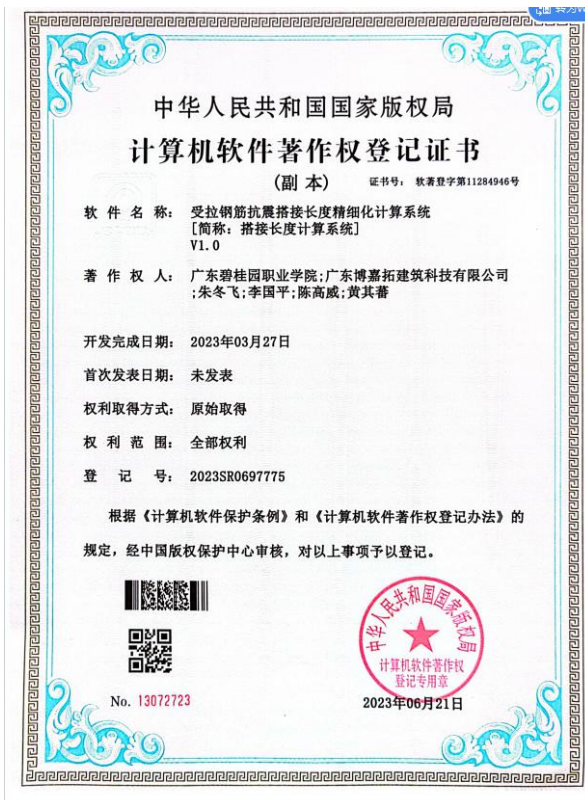 中华人民共和国国家版权局
计算机软件著作权登记证书
(副本)
证书号: 软著登字第11284946号
软件名称: 受拉钢筋抗震搭接长度精细化计算系统
[简称: 搭接长度计算系统]
V1.0
著作权人: 广东碧桂园职业学院;广东博嘉拓建筑科技有限公司
;朱冬飞;李国平;陈高威;黄其蕃
开发完成日期: 2023年03月27日
首次发表日期: 未发表
权利取得方式: 原始取得
权利范围: 全部权利
登记号: 2023SR0697775
根据《计算机软件保护条例》和《计算机软件著作权登记办法》的
规定，经中国版权保护中心审核，对以上事项予以登记。
中华人民共和国国家版权局
计算机软件著作权
登记专用章
No. 13072723
2023年06月21日